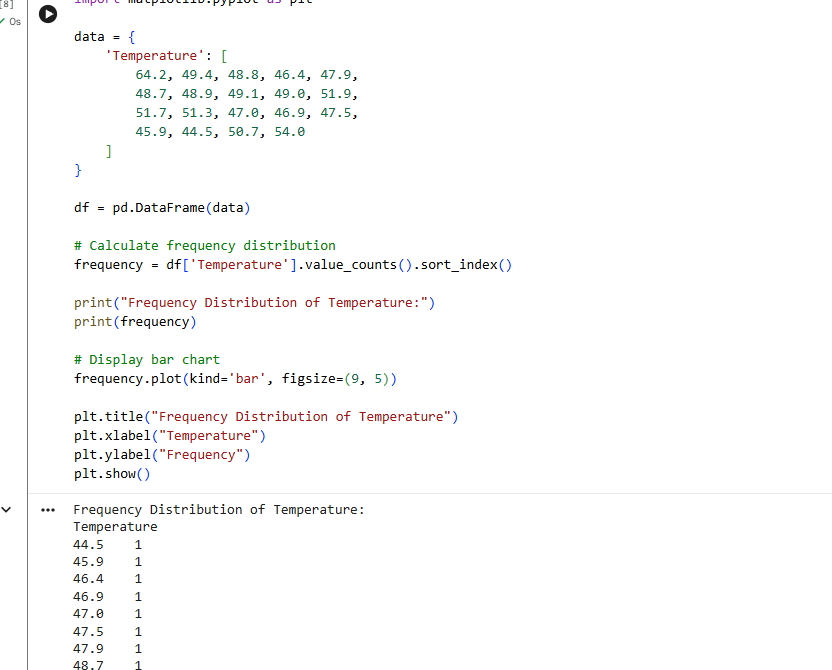 [8]
import matplotlib.pyplot as plt
0s
data = {
    'Temperature': [
        64.2, 49.4, 48.8, 46.4, 47.9,
        48.7, 48.9, 49.1, 49.0, 51.9,
        51.7, 51.3, 47.0, 46.9, 47.5,
        45.9, 44.5, 50.7, 54.0
    ]
}
df = pd.DataFrame(data)
# Calculate frequency distribution
frequency = df['Temperature'].value_counts().sort_index()
print("Frequency Distribution of Temperature:")
print(frequency)
# Display bar chart
frequency.plot(kind='bar', figsize=(9, 5))
plt.title("Frequency Distribution of Temperature")
plt.xlabel("Temperature")
plt.ylabel("Frequency")
plt.show()
Frequency Distribution of Temperature:
Temperature
44.5    1
45.9    1
46.4    1
46.9    1
47.0    1
47.5    1
47.9    1
48.7    1